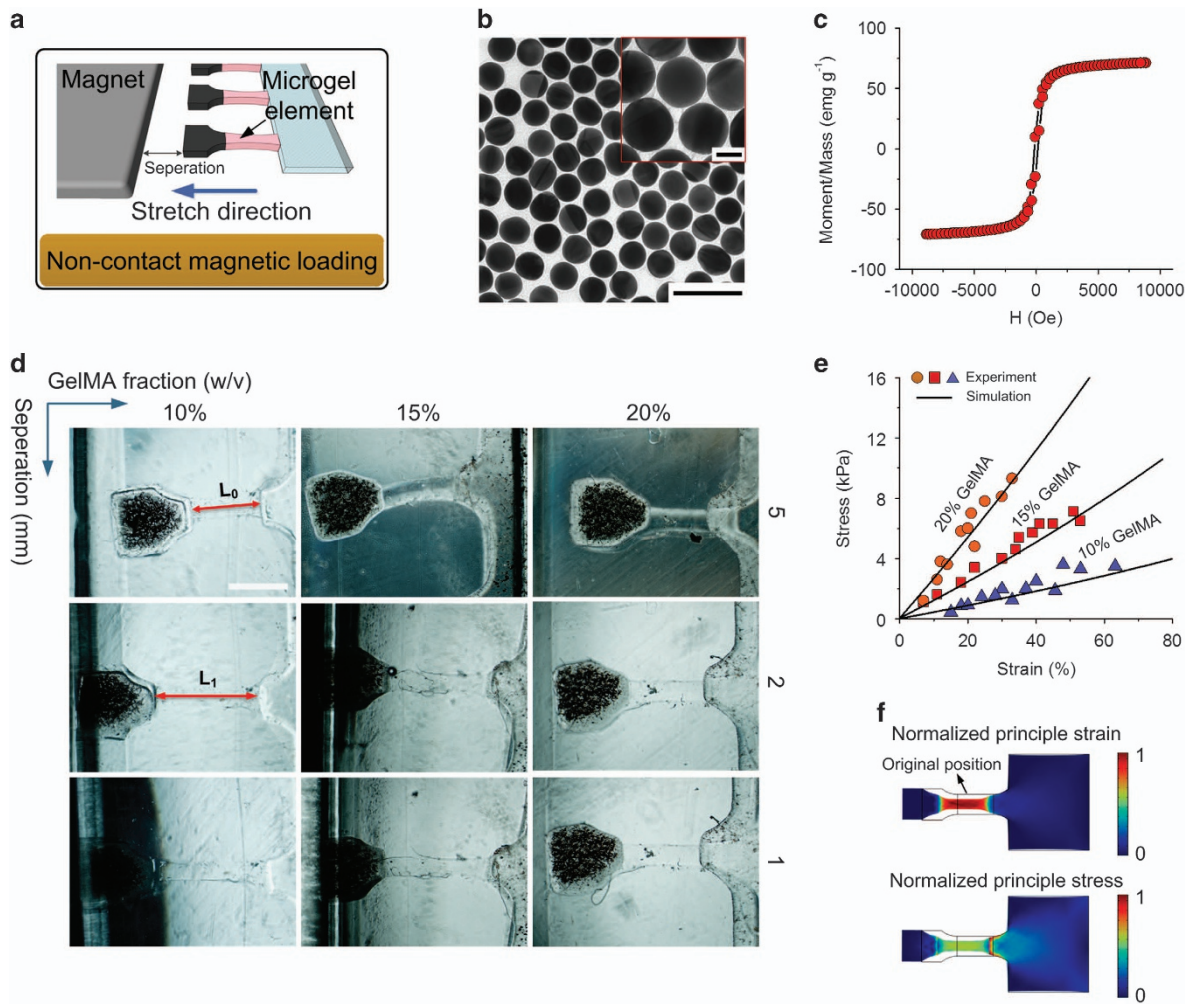 a
Magnet
Microgel
element
Seperation
Stretch direction
Non-contact magnetic loading
b
c
100
50
0
-50
-100
Moment/Mass (emg g⁻¹)
-10000 -5000 0 5000 10000
H (Oe)
d
GelMA fraction (w/v)
10% 15% 20%
Seperation (mm)
L₀
5
L₁
2
1
e
16
12
8
4
0
Stress (kPa)
Experiment
Simulation
20% GelMA
15% GelMA
10% GelMA
0 20 40 60 80
Strain (%)
f
Normalized principle strain
Original position
1
0
Normalized principle stress
1
0